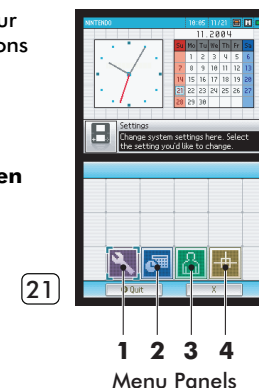 ur
ons
en
NINTENDO 18:05 11/21
11.2004
Su Mo Tu We Th Fr Sa
1 2 3 4 5 6
7 8 9 10 11 12 13
14 15 16 17 18 19 20
21 22 23 24 25 26 27
28 29 30
Settings
Change system settings here. Select
the setting you'd like to change.
Quit
X
21
1 2 3 4
Menu Panels